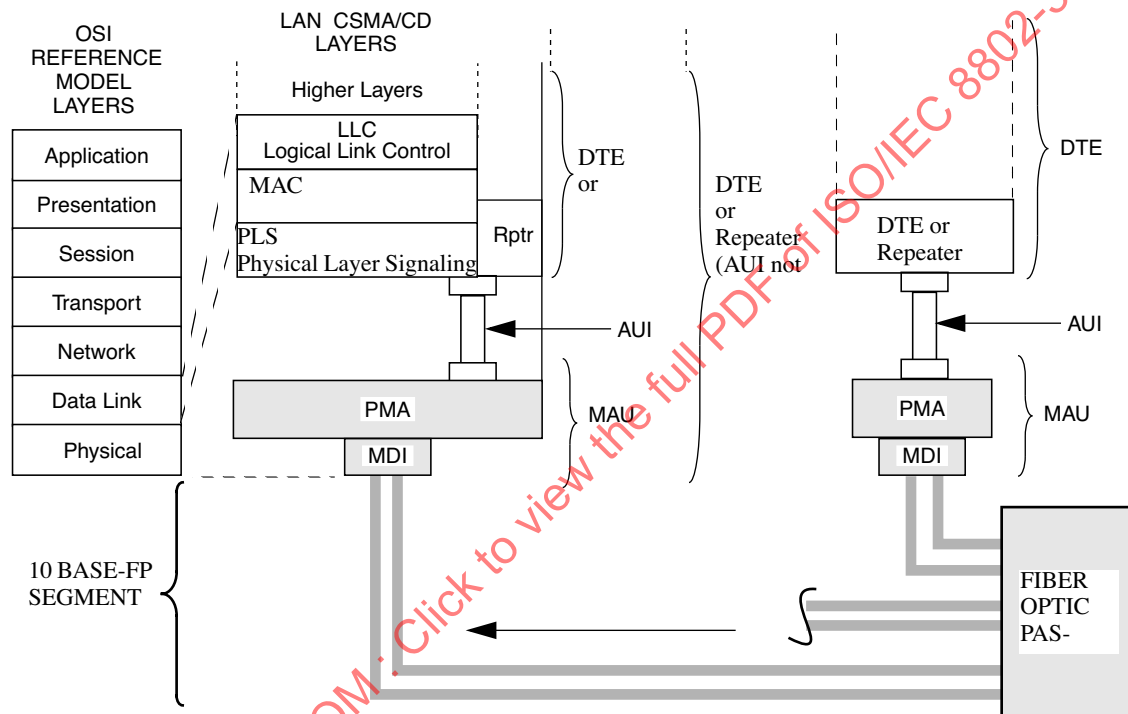 OSI
REFERENCE
MODEL
LAYERS
Application
Presentation
Session
Transport
Network
Data Link
Physical
LAN CSMA/CD
LAYERS
Higher Layers
LLC
Logical Link Control
MAC
PLS
Physical Layer Signaling
Rptr
DTE
or
AUI
PMA
MAU
MDI
DTE
or
Repeater
(AUI not
DTE
DTE or
Repeater
AUI
PMA
MAU
MDI
10 BASE-FP
SEGMENT
FIBER
OPTIC
PAS-
OM : Click to view the full PDF of ISO/IEC 8802-